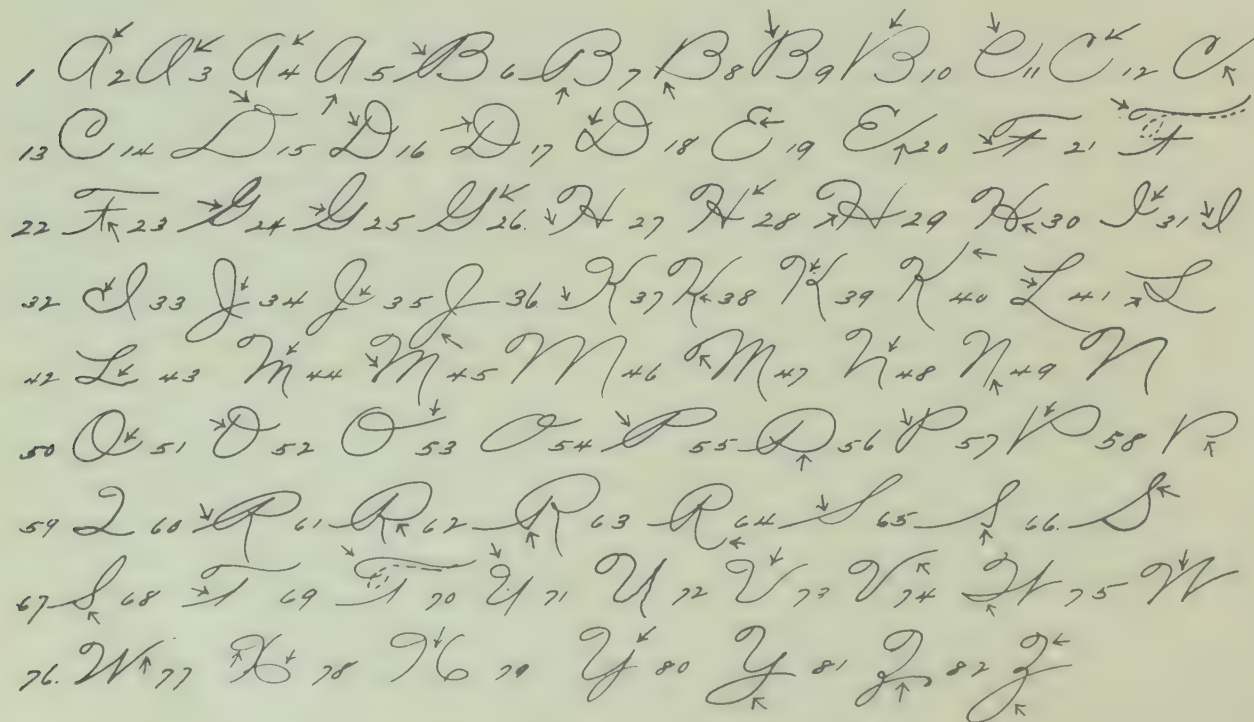 1 A 2 A 3 A 4 A 5 B 6 B 7 B 8 B 9 B 10 C 11 C 12 C
13 C 14 D 15 D 16 D 17 D 18 E 19 E 20 F 21 F
22 F 23 G 24 G 25 G 26. H 27 H 28 H 29 H 30 I 31 I
32 I 33 J 34 J 35 J 36 K 37 K 38 K 39 K 40 L 41 L
42 L 43 M 44 M 45 M 46 M 47 N 48 N 49 N
50 O 51 O 52 O 53 O 54 P 55 P 56 P 57 P 58 P
59 Q 60 R 61 R 62 R 63 R 64 S 65 S 66. S
67 S 68 T 69 T 70 U 71 U 72 V 73 V 74 W 75 W
76. W 77 X 78 X 79 Y 80 Y 81 Z 82 Z